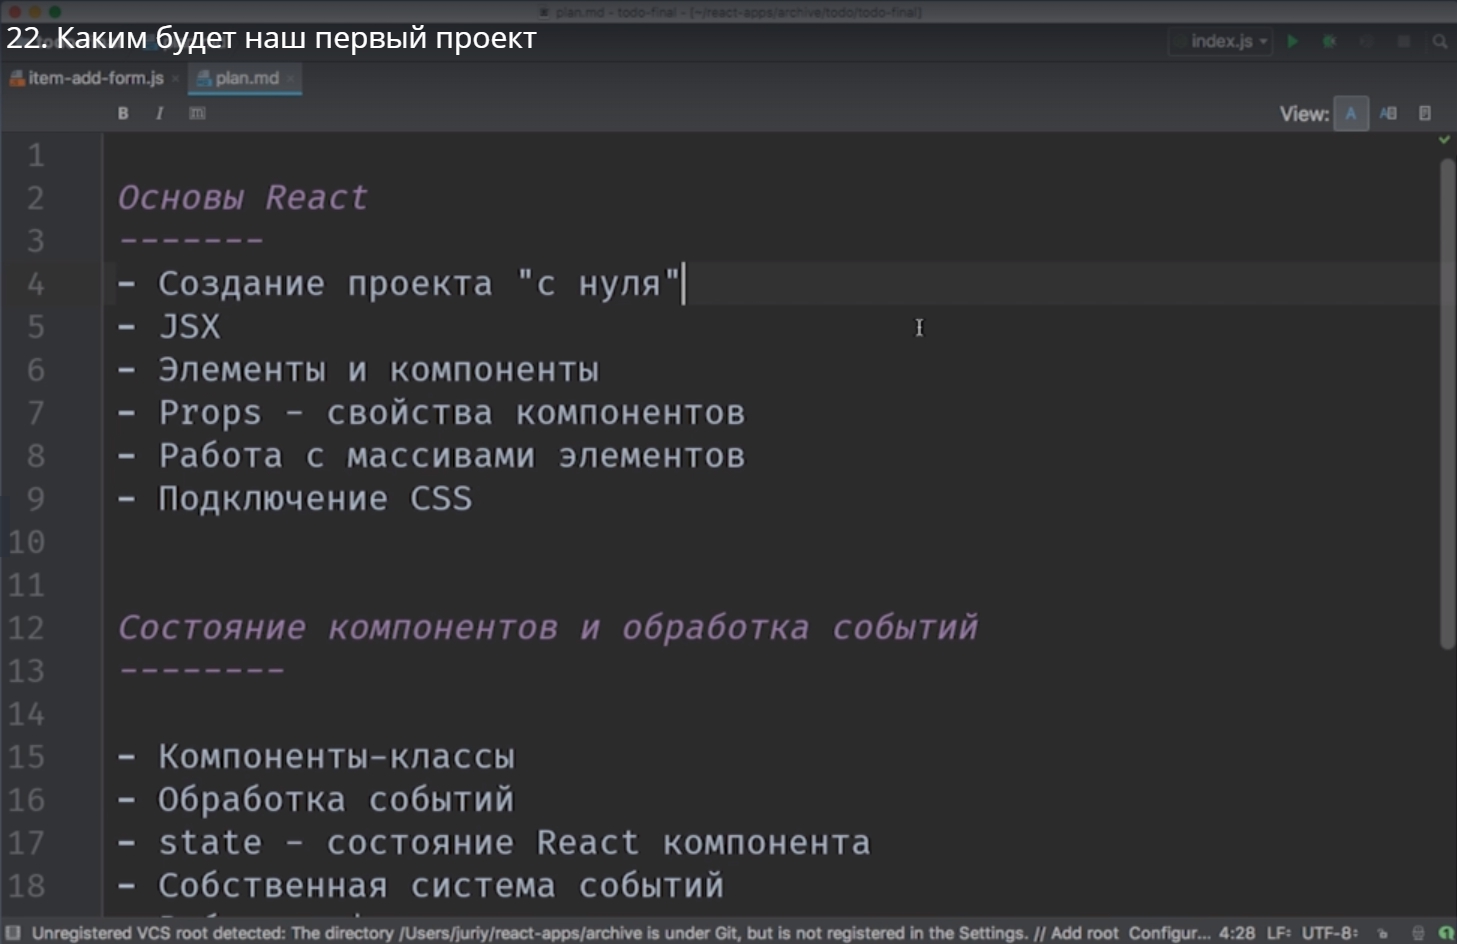 plan.md - todo-final - [~/react-apps/archive/todo/todo-final]
22. Каким будет наш первый проект
index.js
item-add-form.js
plan.md
B I m
View:
1
2 Основы React
3 -------
4 - Создание проекта "с нуля"
5 - JSX
6 - Элементы и компоненты
7 - Props - свойства компонентов
8 - Работа с массивами элементов
9 - Подключение CSS
10
11
12 Состояние компонентов и обработка событий
13 --------
14
15 - Компоненты-классы
16 - Обработка событий
17 - state - состояние React компонента
18 - Собственная система событий
Unregistered VCS root detected: The directory /Users/juriy/react-apps/archive is under Git, but is not registered in the Settings. // Add root Configur... 4:28 LF: UTF-8: